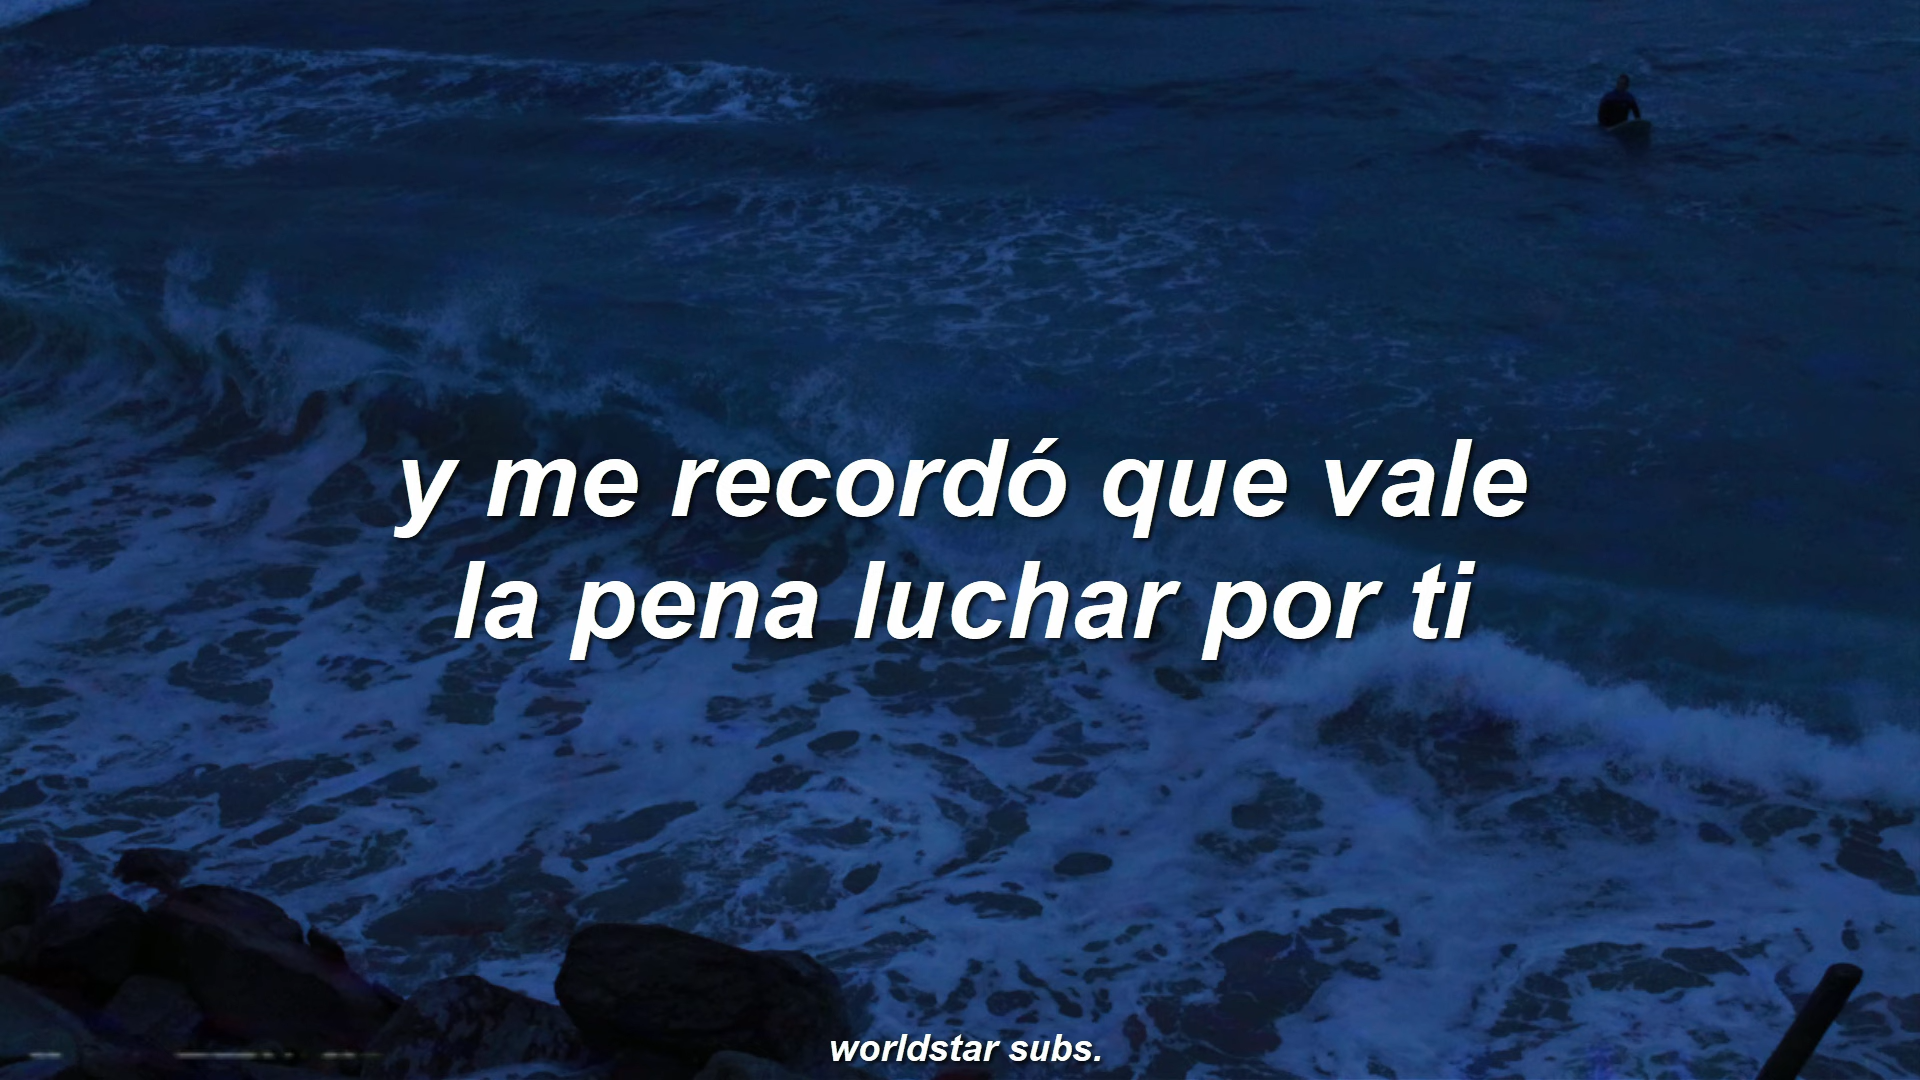 y me recordó que vale
la pena luchar por ti
worldstar subs.